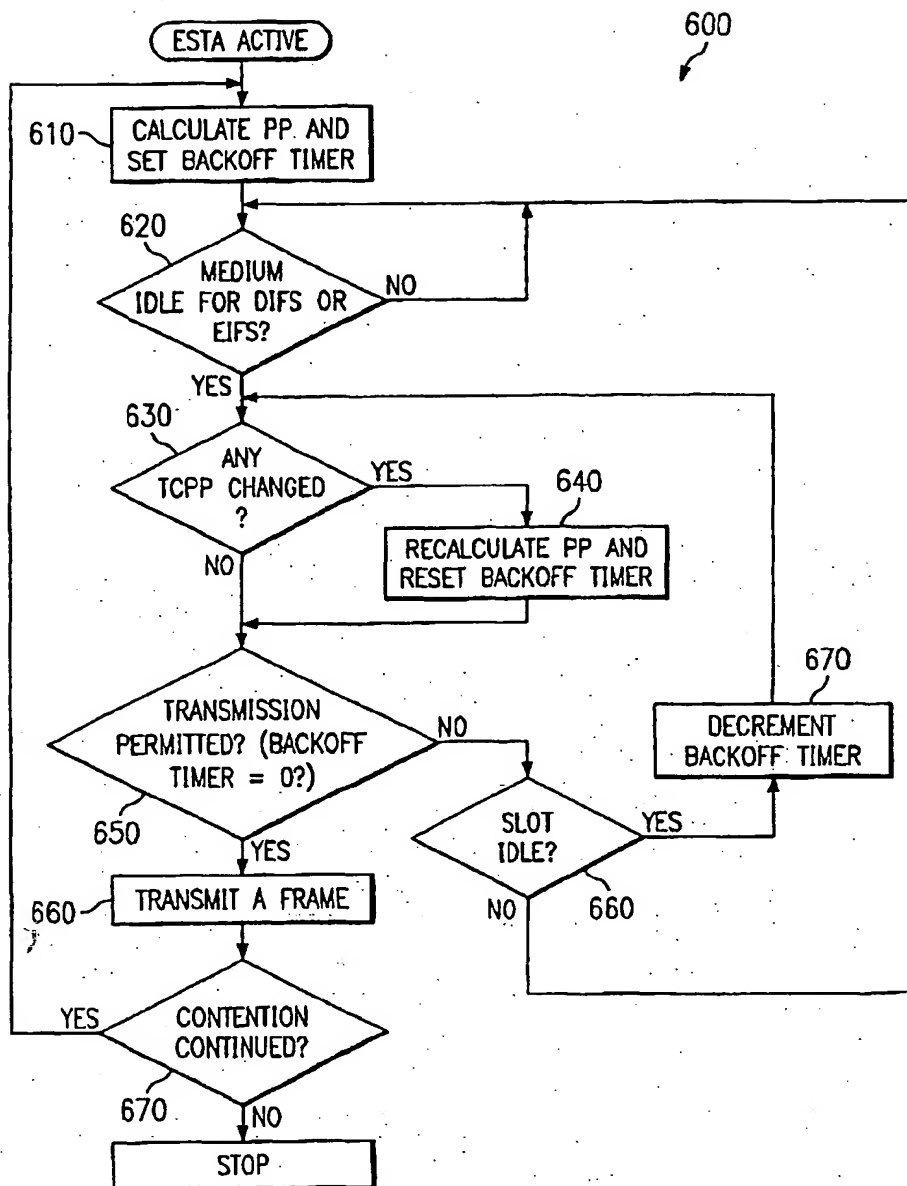 600
ESTA ACTIVE
610
CALCULATE PP AND
SET BACKOFF TIMER
620
MEDIUM
IDLE FOR DIFS OR
EIFS?
NO
YES
630
ANY
TCPP CHANGED
?
YES
NO
640
RECALCULATE PP AND
RESET BACKOFF TIMER
TRANSMISSION
PERMITTED? (BACKOFF
TIMER = 0?)
NO
650
YES
670
DECREMENT
BACKOFF TIMER
SLOT
IDLE?
YES
NO
660
660
TRANSMIT A FRAME
YES
CONTENTION
CONTINUED?
670
NO
STOP